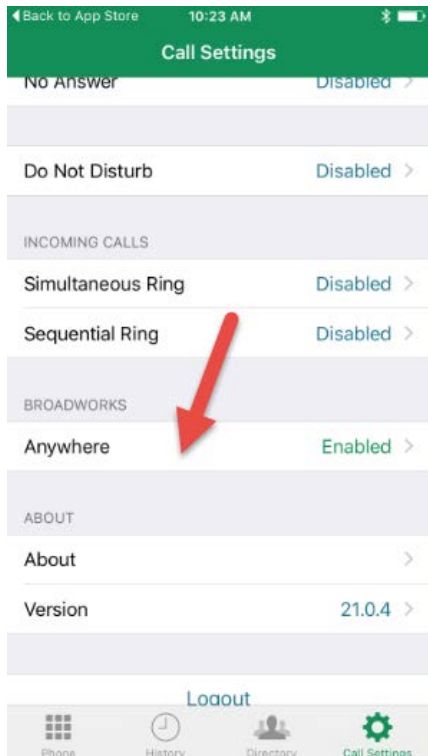 Back to App Store 10:23 AM
Call Settings
No Answer Disabled
Do Not Disturb Disabled
INCOMING CALLS
Simultaneous Ring Disabled
Sequential Ring Disabled
BROADWORKS
Anywhere Enabled
ABOUT
About
Version 21.0.4
Logout
Phone History Directory Call Settings